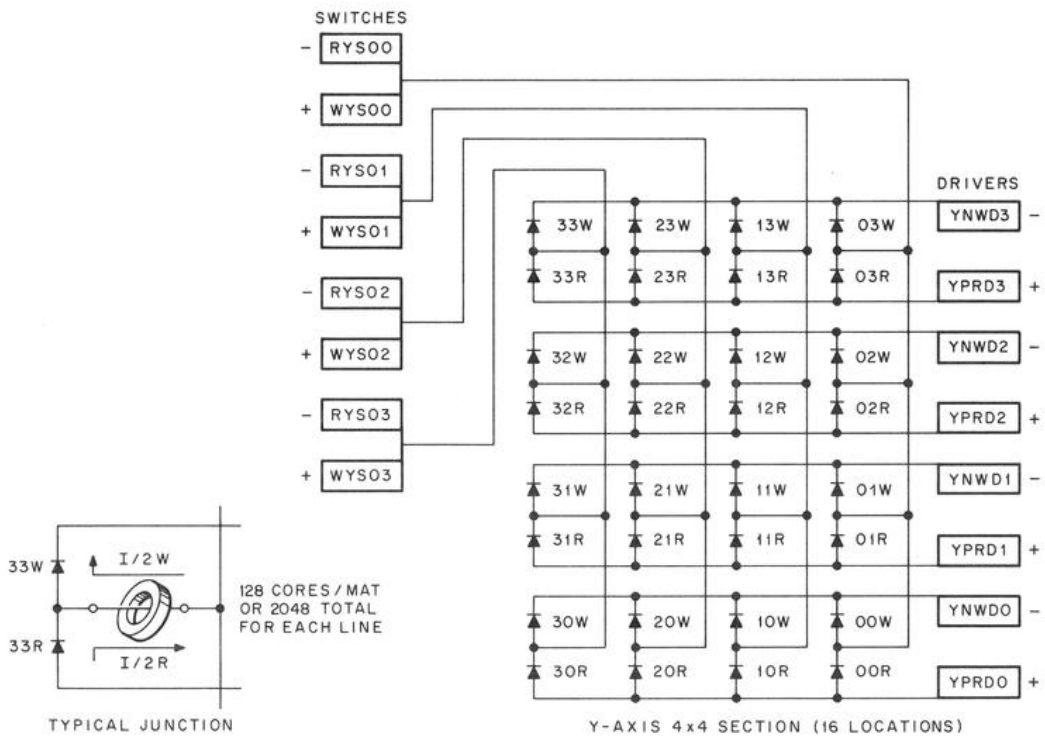 SWITCHES
- RYS00
+ WYS00
- RYS01
+ WYS01
- RYS02
+ WYS02
- RYS03
+ WYS03
DRIVERS
33W 23W 13W 03W YNWD3 -
33R 23R 13R 03R YPRD3 +
32W 22W 12W 02W YNWD2 -
32R 22R 12R 02R YPRD2 +
31W 21W 11W 01W YNWD1 -
31R 21R 11R 01R YPRD1 +
30W 20W 10W 00W YNWD0 -
30R 20R 10R 00R YPRD0 +
Y-AXIS 4x4 SECTION (16 LOCATIONS)
33W
I/2W
33R
I/2R
128 CORES/MAT
OR 2048 TOTAL
FOR EACH LINE
TYPICAL JUNCTION